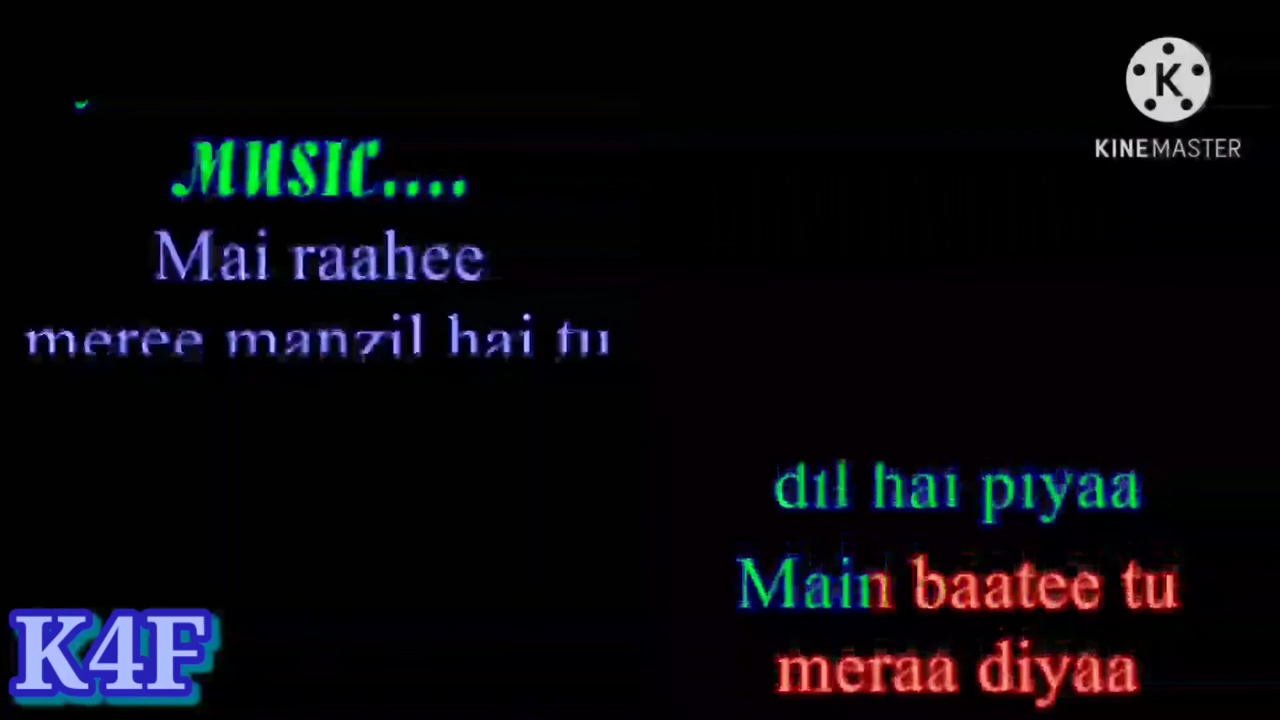 MUSIC....
Mai raahee
meree manzil hai tu
dil hai piyaa
Main baatee tu
meraa diyaa
K4F
K
KINEMASTER